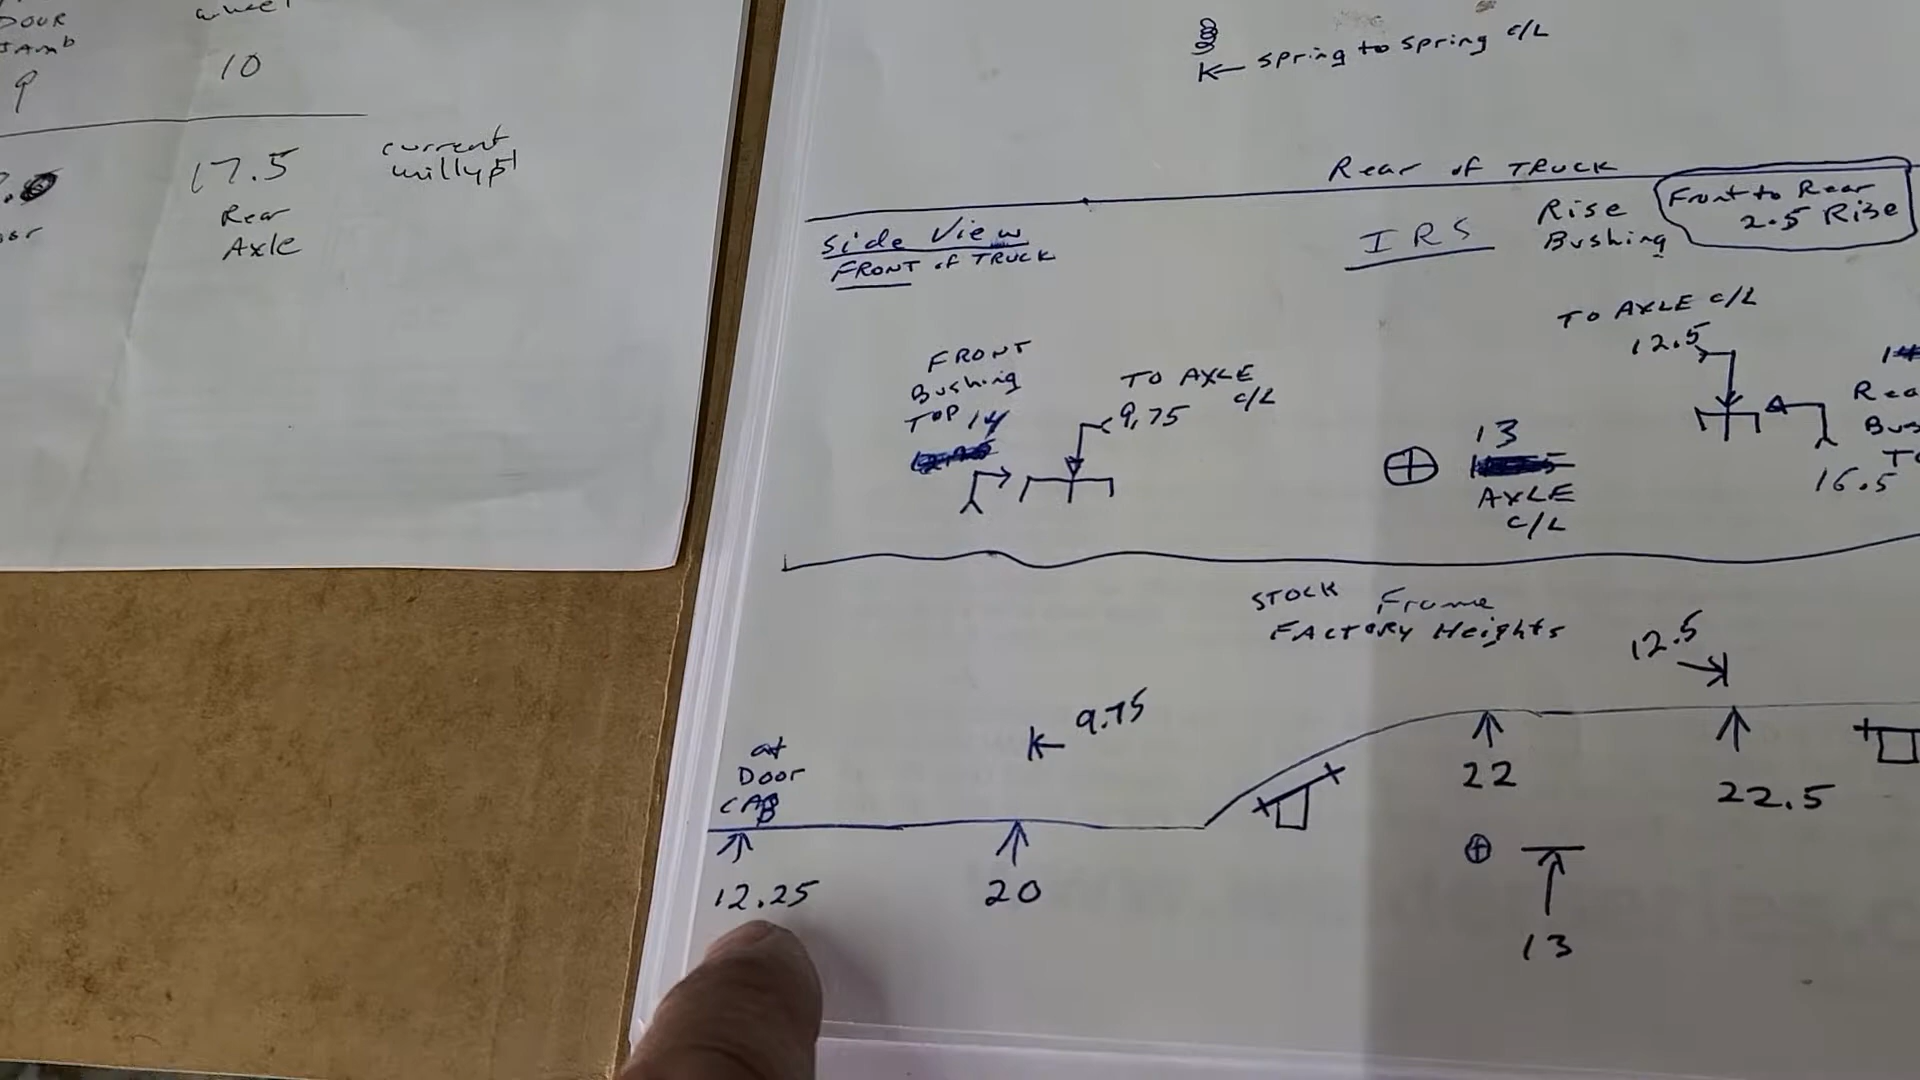 DOOR
JAmb
9
wheel
10
17.5
Rear
Axle
current
K← spring to spring c/L
Rear of TRUCK
Side View
FRONT of TRUCK
IRS
Rise
Bushing
Front to Rear
2.5 Rise
FRONT
Bushing
TOP 14
TO AXLE
c/L
9.75
13
AXLE
c/L
TO AXLE c/L
12.5
16.5
STOCK Frame
FACTORY Heights
12.5
at
Door
CAB
9.75
12.25
20
22
22.5
13